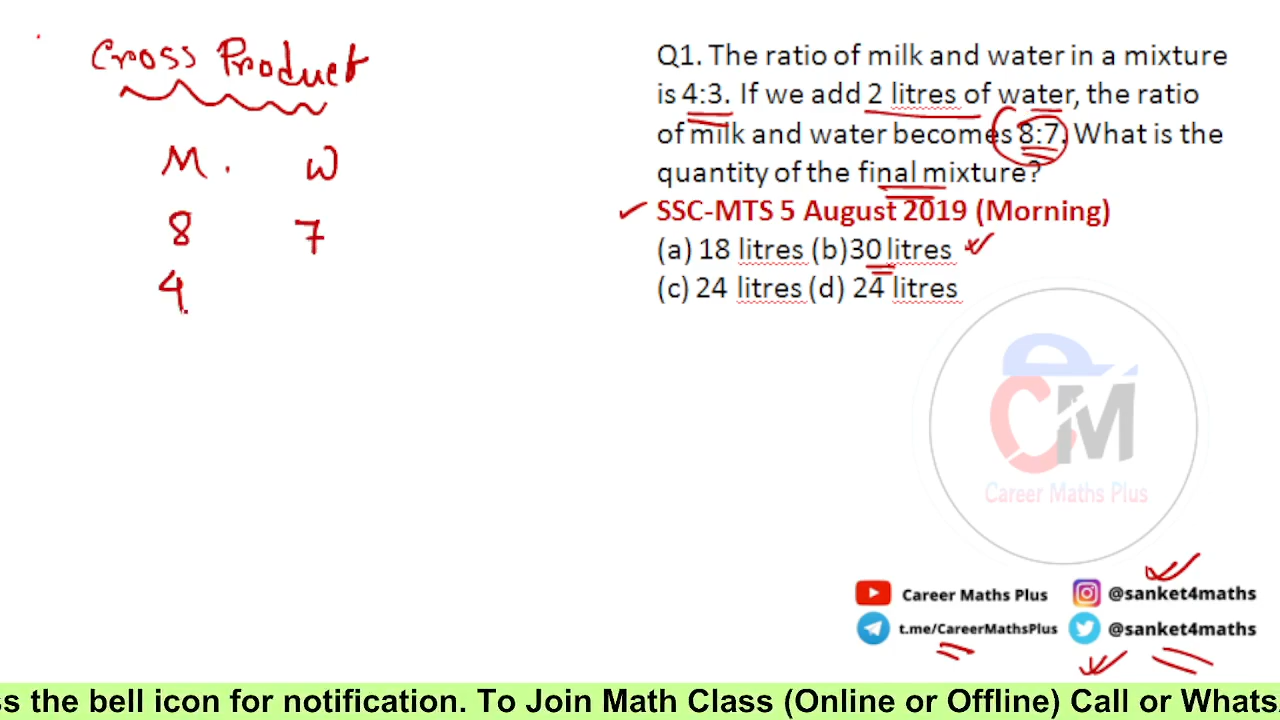 Cross Product
M. W
8 7
4
Q1. The ratio of milk and water in a mixture
is 4:3. If we add 2 litres of water, the ratio
of milk and water becomes 8:7. What is the
quantity of the final mixture?
SSC-MTS 5 August 2019 (Morning)
(a) 18 litres (b)30 litres
(c) 24 litres (d) 24 litres
CM
Career Maths Plus
Career Maths Plus @sanket4maths
t.me/CareerMathsPlus @sanket4maths
ss the bell icon for notification. To Join Math Class (Online or Offline) Call or Whats